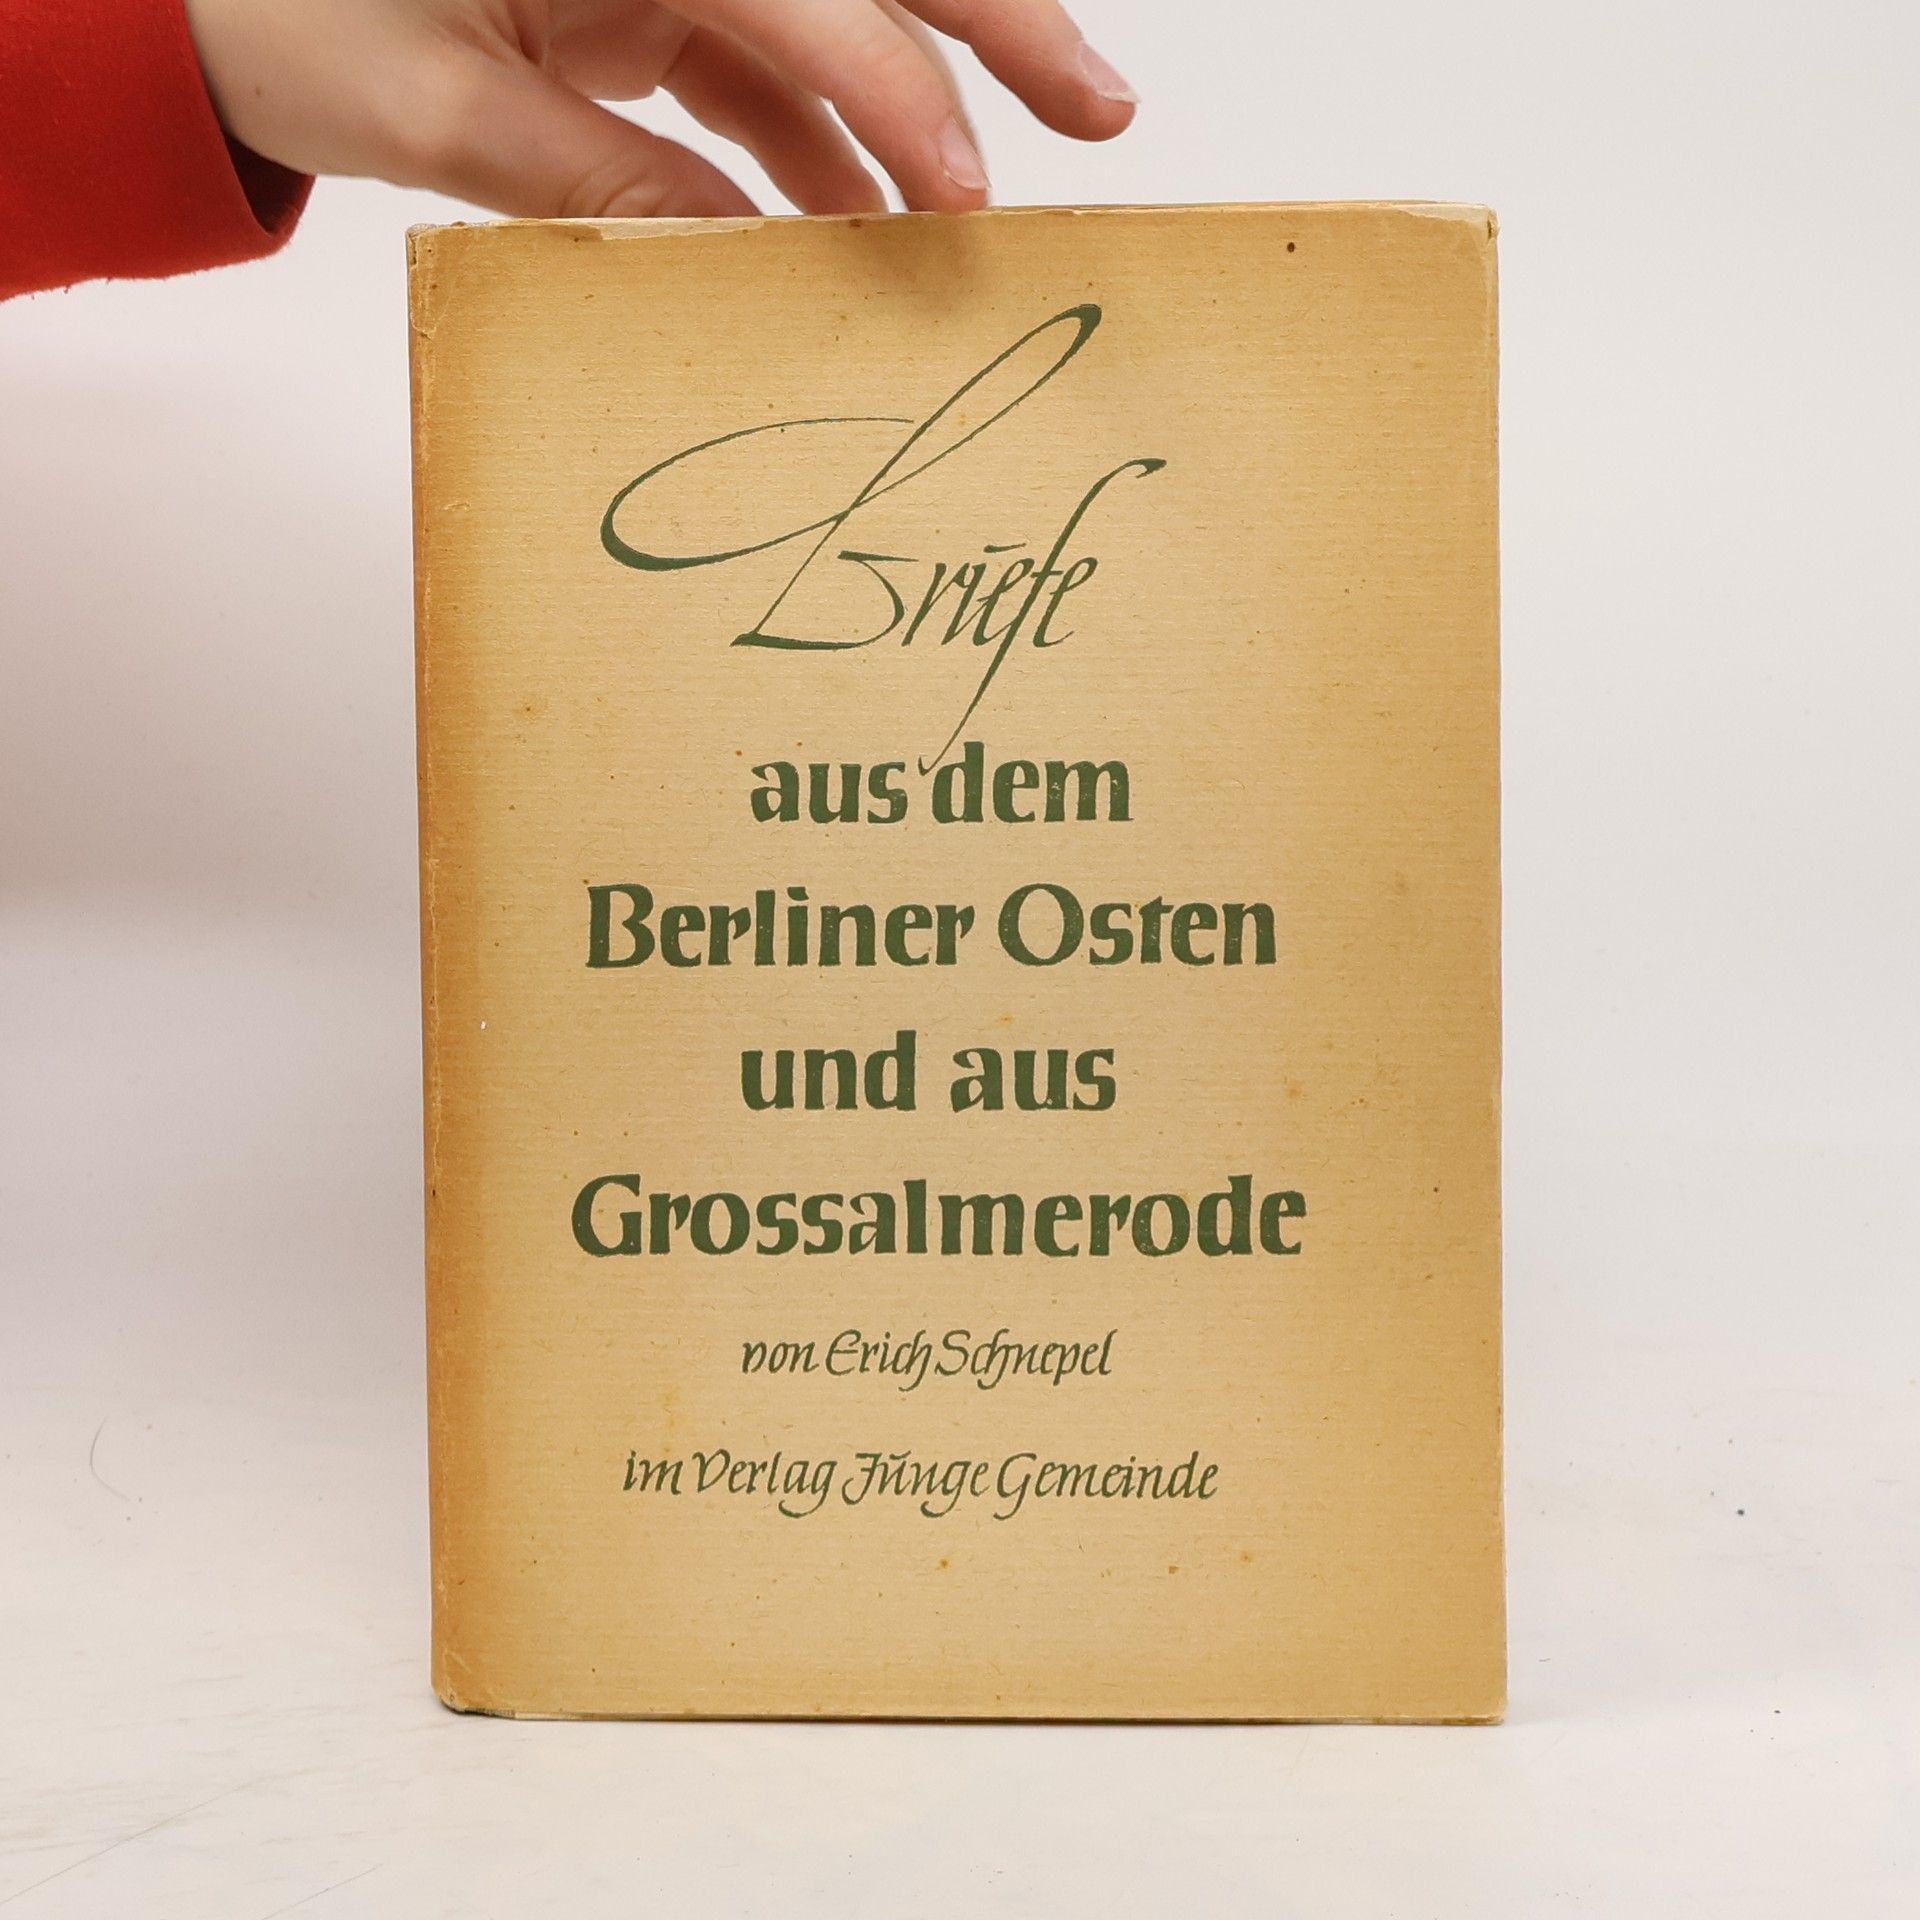 Briefe
aus dem
Berliner Osten
und aus
Grossalmerode
von Erich Schnepel
im Verlag Junge Gemeinde